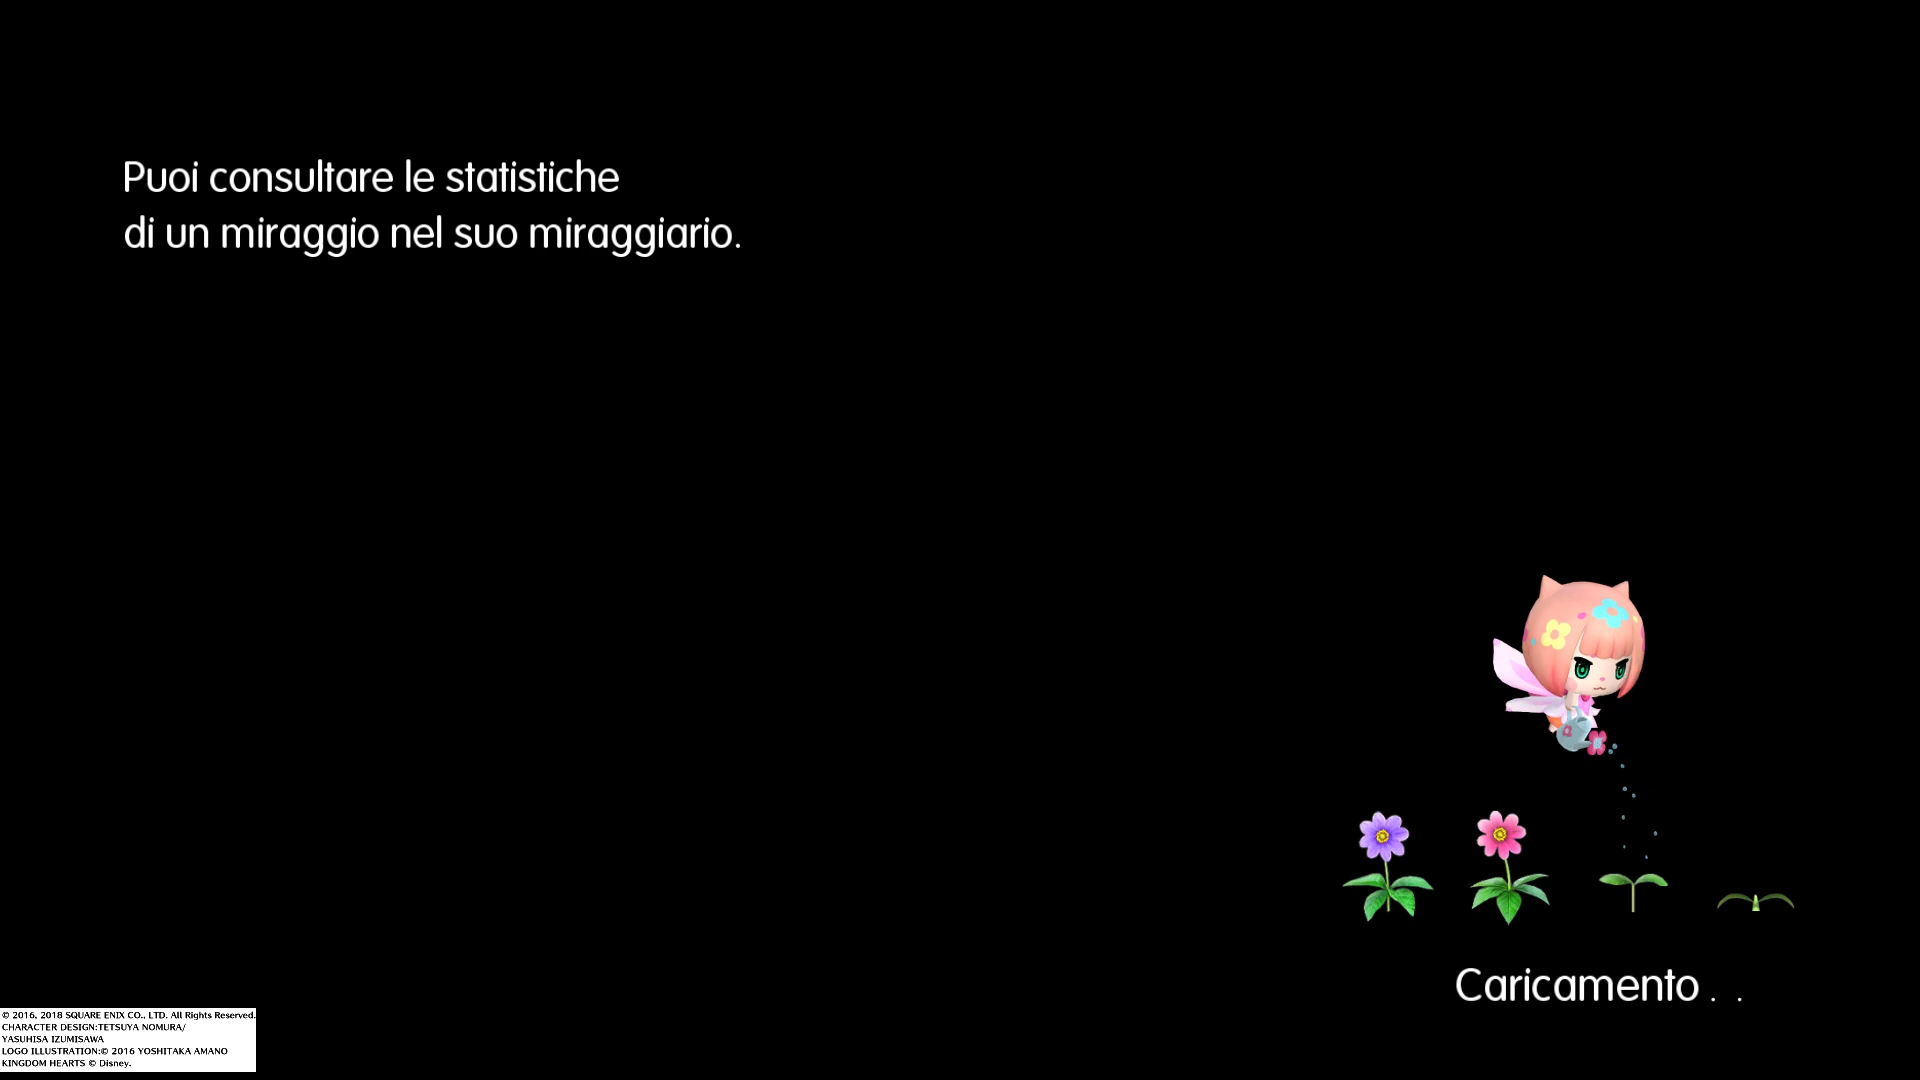 Puoi consultare le statistiche
di un miraggio nel suo miraggiario.
Caricamento . .
© 2016, 2018 SQUARE ENIX CO., LTD. All Rights Reserved.
CHARACTER DESIGN:TETSUYA NOMURA/
YASUHISA IZUMISAWA
LOGO ILLUSTRATION:© 2016 YOSHITAKA AMANO
KINGDOM HEARTS © Disney.